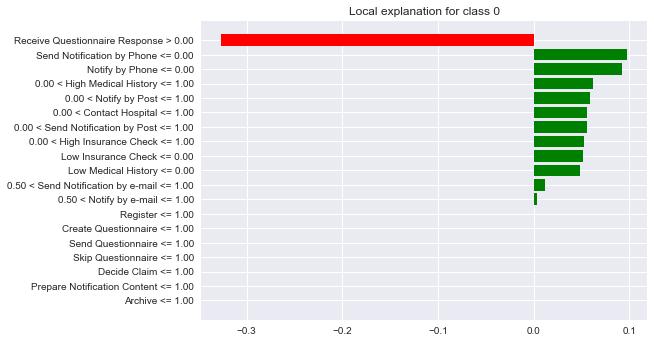 Local explanation for class 0
Receive Questionnaire Response > 0.00
Send Notification by Phone <= 0.00
Notify by Phone <= 0.00
0.00 < High Medical History <= 1.00
0.00 < Notify by Post <= 1.00
0.00 < Contact Hospital <= 1.00
0.00 < Send Notification by Post <= 1.00
0.00 < High Insurance Check <= 1.00
Low Insurance Check <= 0.00
Low Medical History <= 0.00
0.50 < Send Notification by e-mail <= 1.00
0.50 < Notify by e-mail <= 1.00
Register <= 1.00
Create Questionnaire <= 1.00
Send Questionnaire <= 1.00
Skip Questionnaire <= 1.00
Decide Claim <= 1.00
Prepare Notification Content <= 1.00
Archive <= 1.00
−0.3 −0.2 −0.1 0.0 0.1